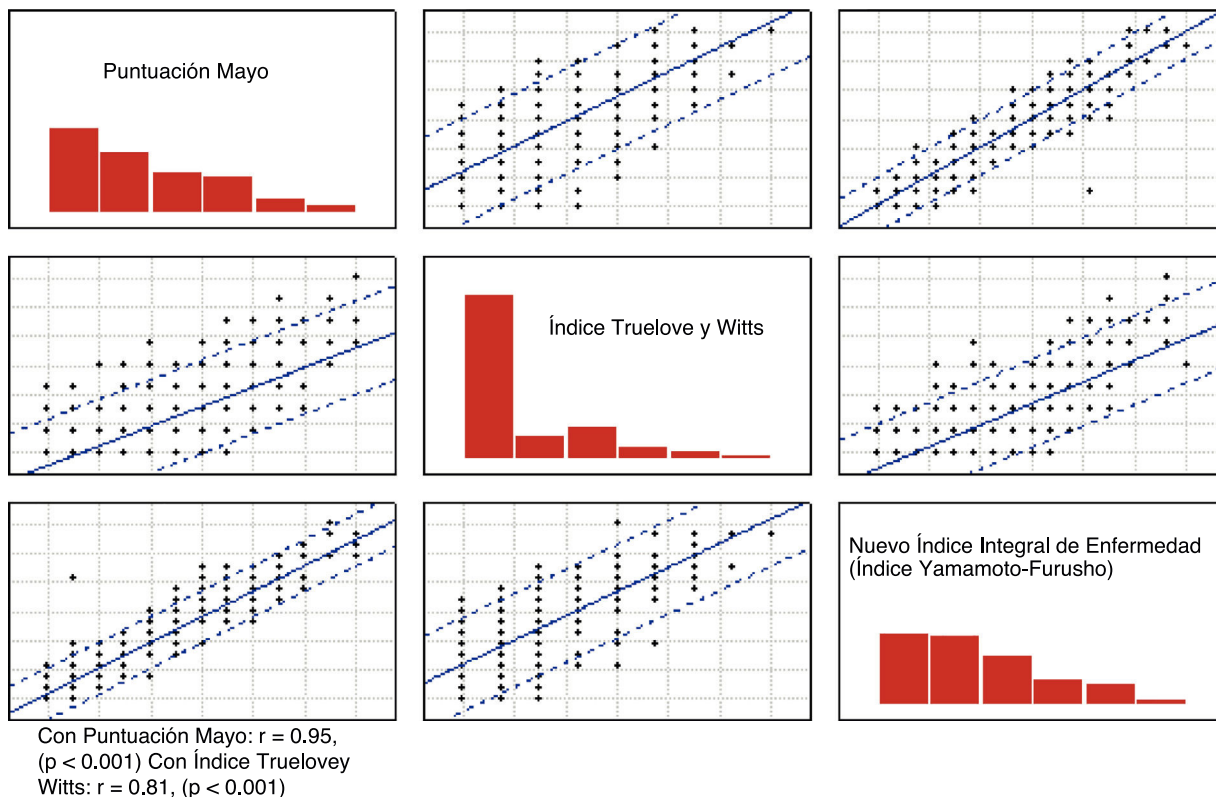 Puntuación Mayo
Índice Truelove y Witts
Nuevo Índice Integral de Enfermedad
(Índice Yamamoto-Furusho)
Con Puntuación Mayo: r = 0.95,
(p < 0.001) Con Índice Truelovey
Witts: r = 0.81, (p < 0.001)